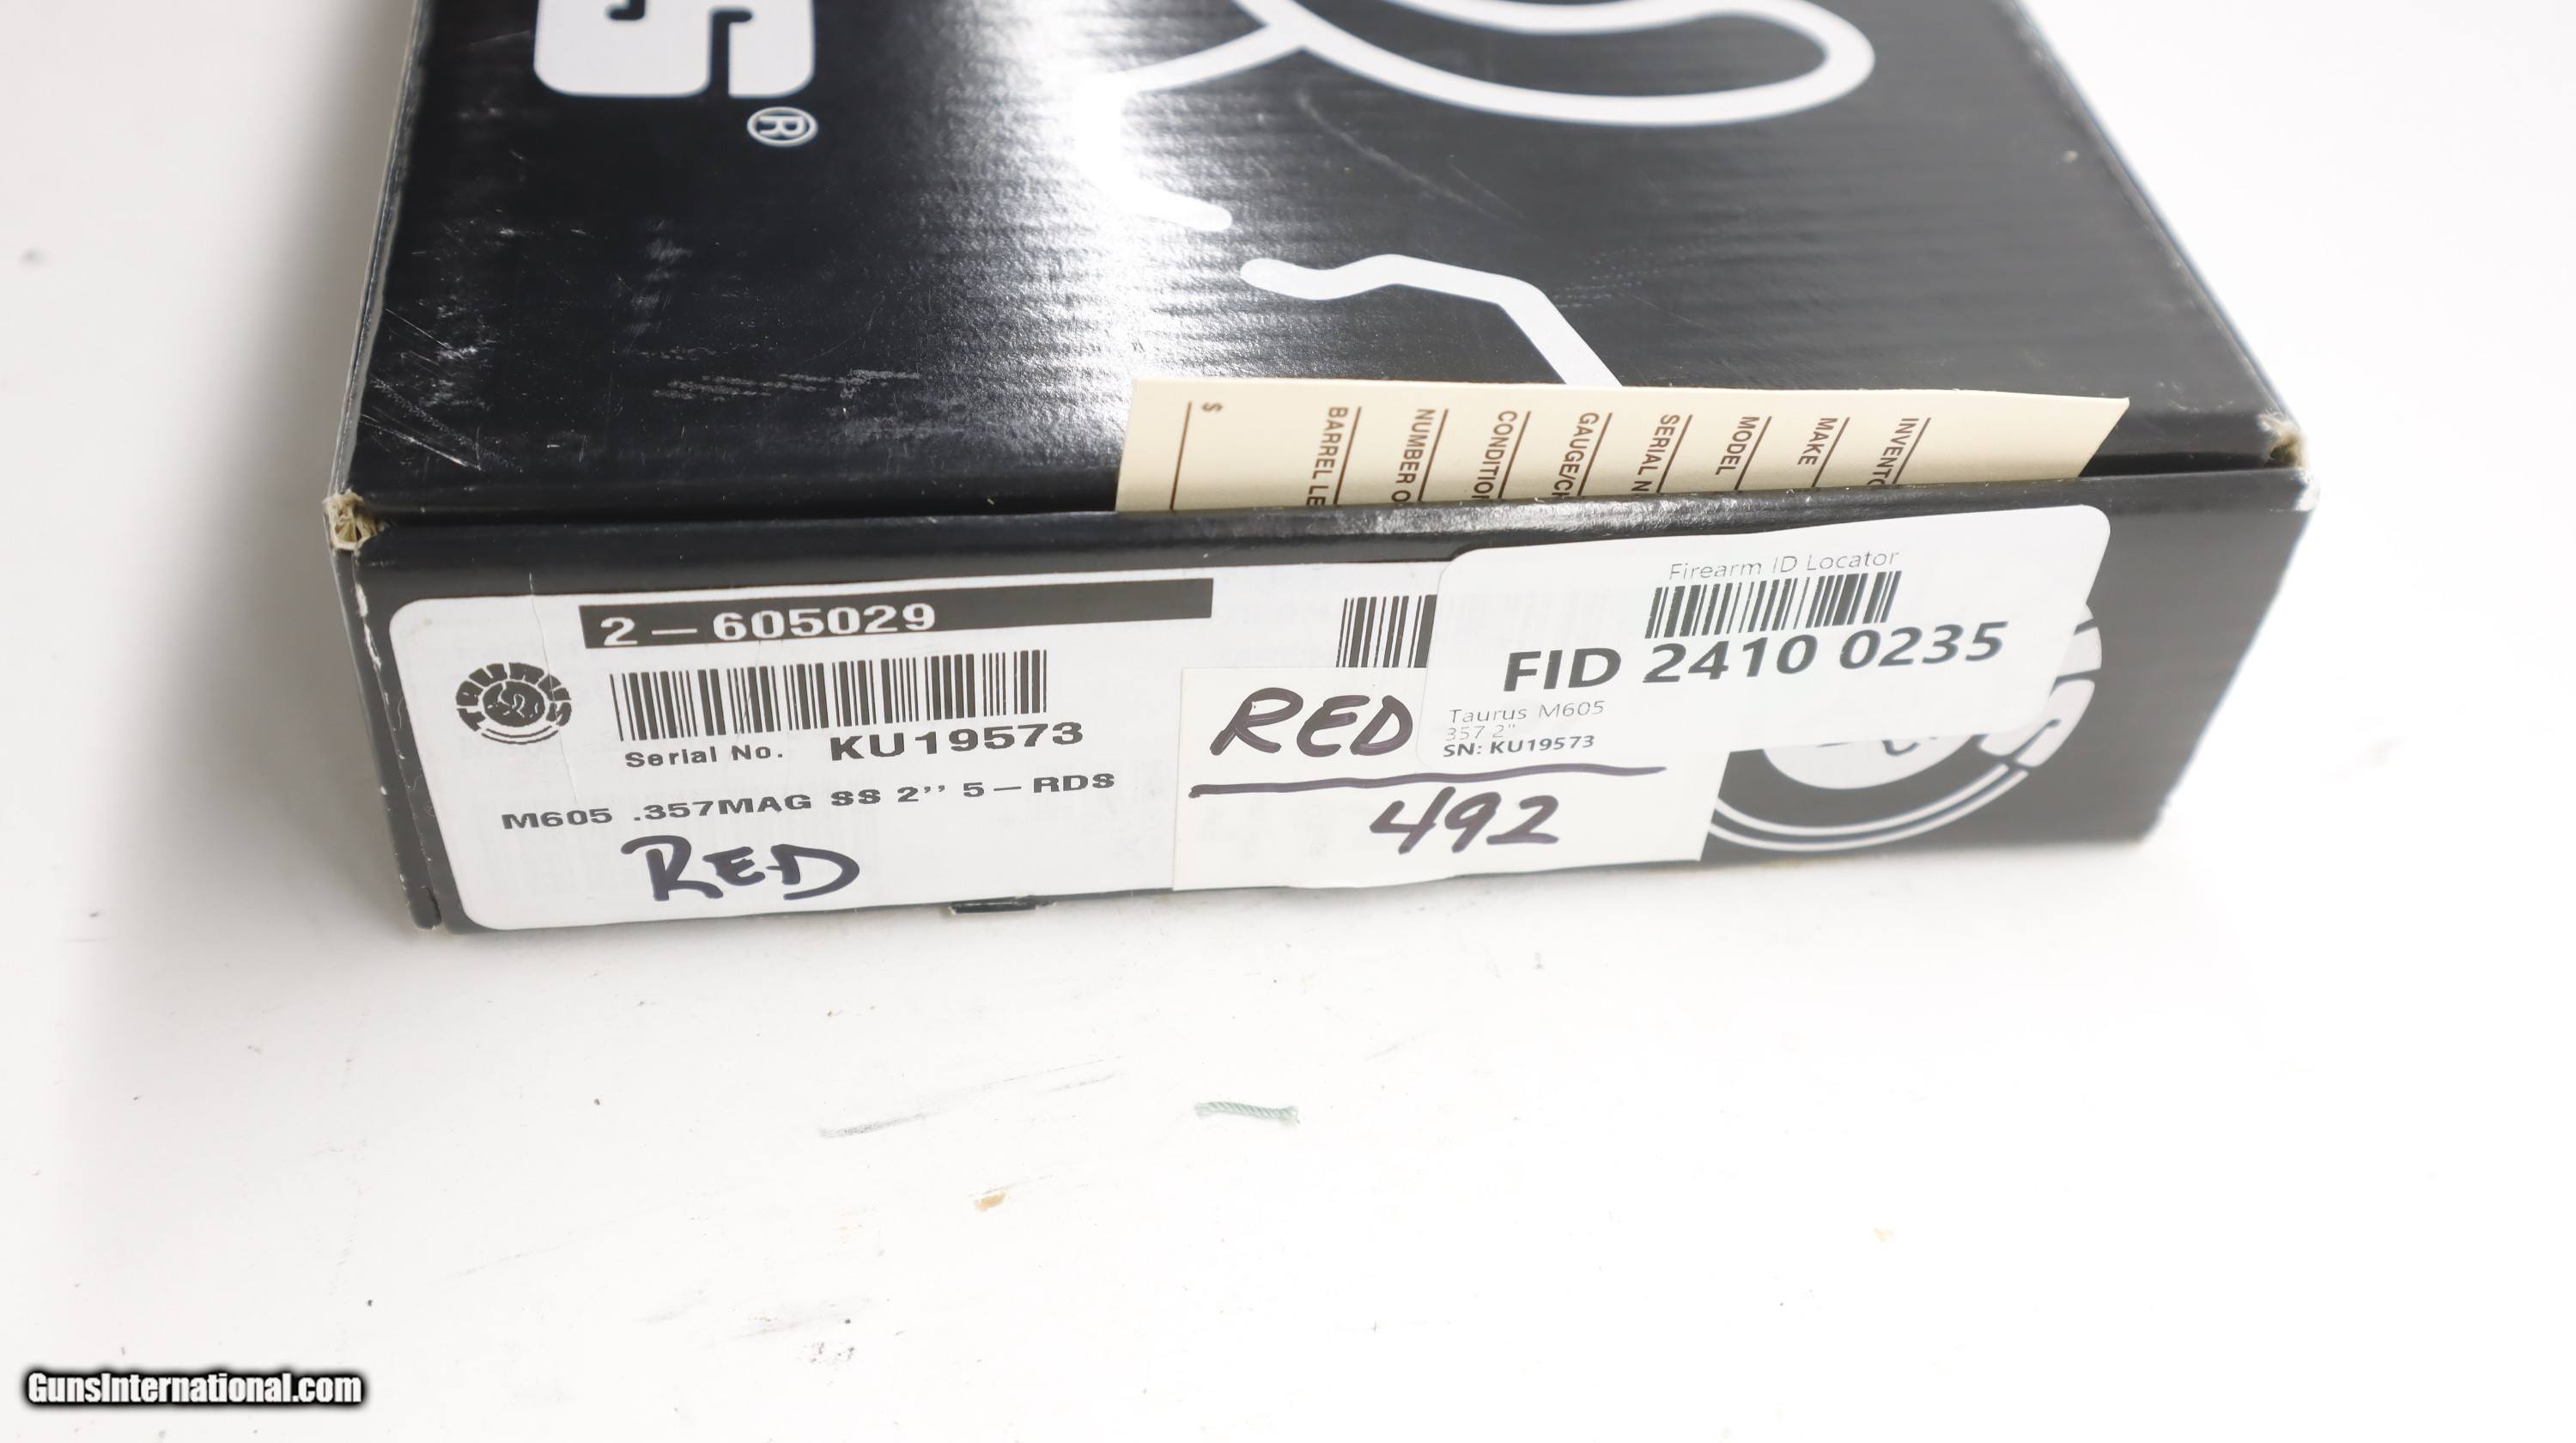 S®
$
BARREL LE
NUMBER O
CONDITIO
GAUGE/C
SERIAL N
MODEL
MAKE
INVENTO
2-605029
TAURUS
Serial No. KU19573
M605 .357MAG SS 2" 5-RDS
RED
RED
492
Firearm ID Locator
FID 2410 0235
Taurus M605
357 2"
SN: KU19573
GunsInternational.com